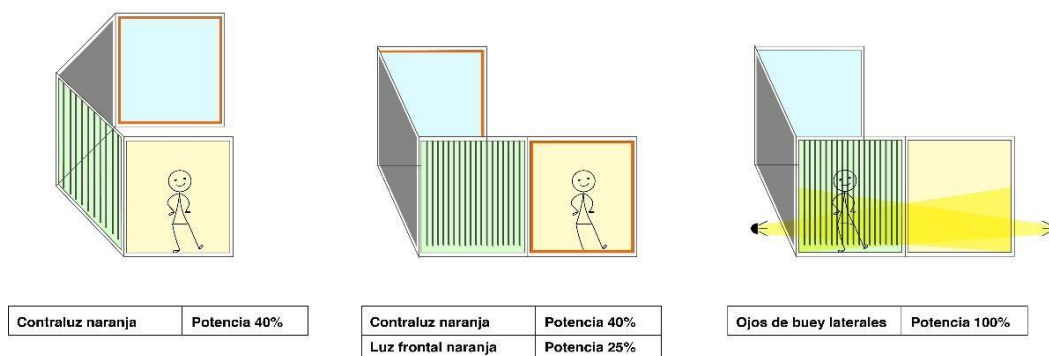 Contraluz naranja Potencia 40%
Contraluz naranja Potencia 40%
Luz frontal naranja Potencia 25%
Ojos de buey laterales Potencia 100%